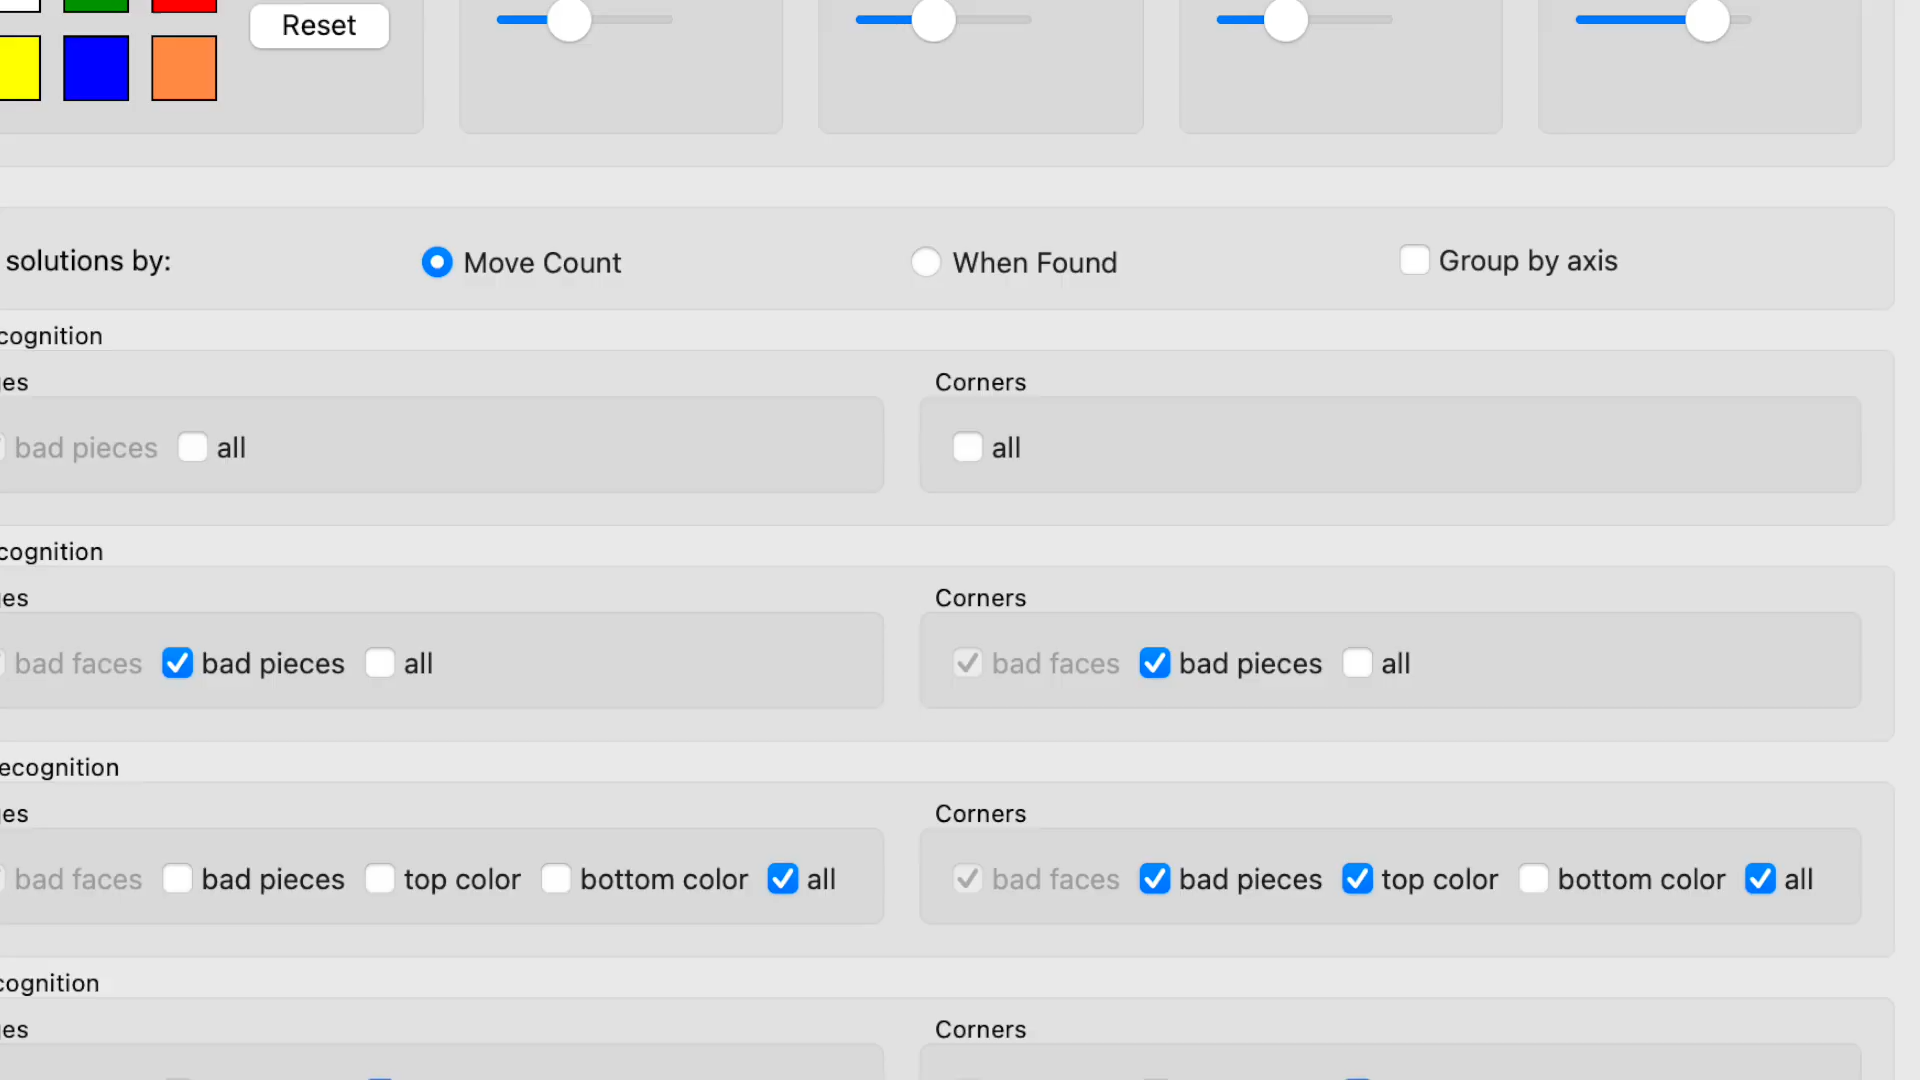 Reset
solutions by:
Move Count
When Found
Group by axis
cognition
es
Corners
bad pieces
all
all
cognition
es
Corners
bad faces
bad pieces
all
bad faces
bad pieces
all
ecognition
es
Corners
bad faces
bad pieces
top color
bottom color
all
bad faces
bad pieces
top color
bottom color
all
cognition
es
Corners